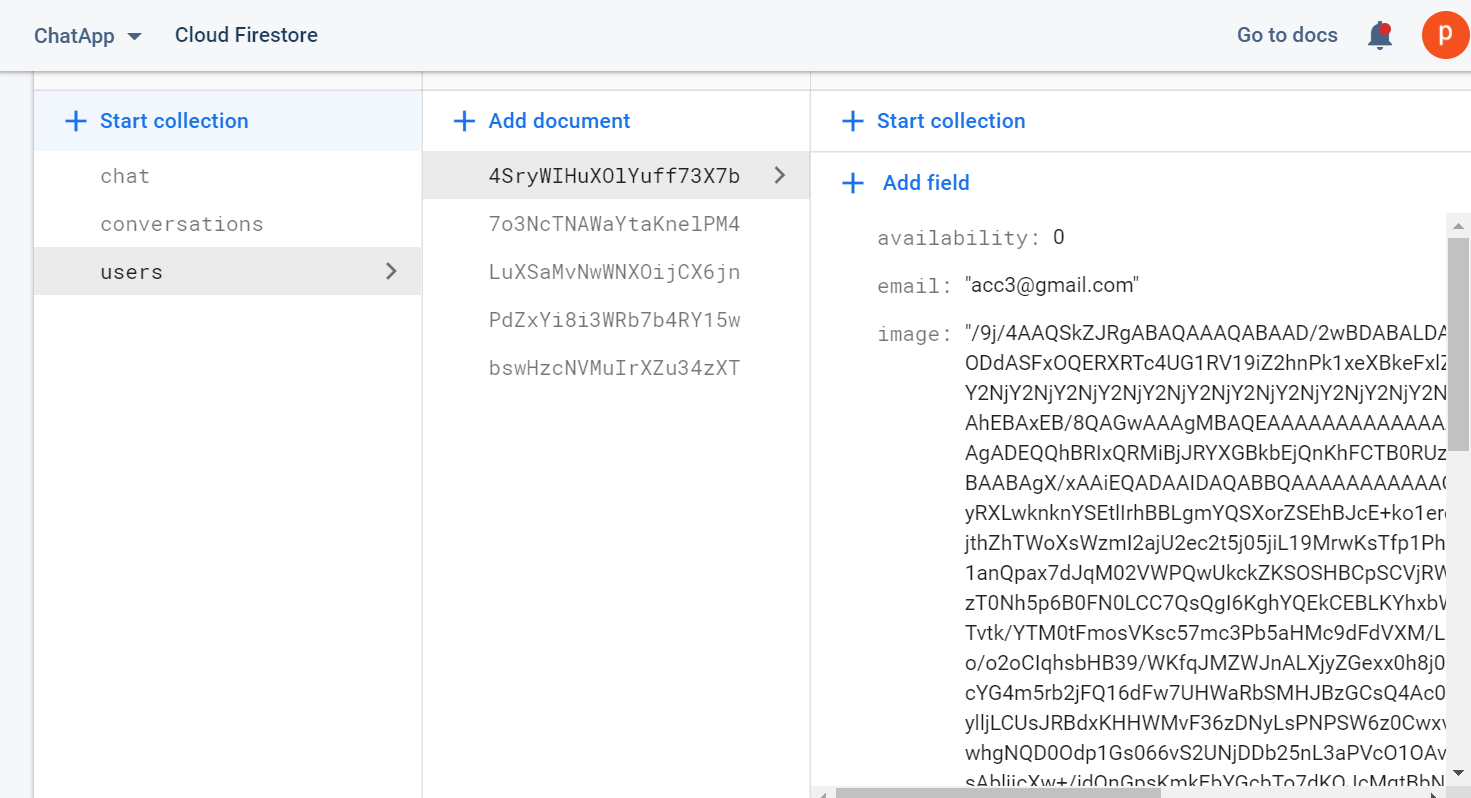 ChatApp Cloud Firestore Go to docs p
Start collection
Add document
Start collection
chat
conversations
users
4SryWIHuXOlYuff73X7b
7o3NcTNAWaYtaKnelPM4
LuXSaMvNwWNXOijCX6jn
PdZxYi8i3WRb7b4RY15w
bswHzcNVMuIrXZu34zXT
Add field
availability: 0
email: "acc3@gmail.com"
image: "/9j/4AAQSkZJRgABAQAAAQABAAD/2wBDABALDA
ODdASFxOQERXRTc4UG1RV19iZ2hnPk1xeXBkeFxlZ
Y2NjY2NjY2NjY2NjY2NjY2NjY2NjY2NjY2NjY2NjY2N
AhEBAxEB/8QAGwAAAgMBAQEAAAAAAAAAAAAA
AgADEQQhBRIxQRMiBjJRYXGBkbEjQnKhFCTB0RUz
BAABAgX/xAAiEQADAAIDAQABBQAAAAAAAAAAA
yRXLwknknYSEtlIrhBBLgmYQSXorZSEhBJcE+ko1er
jthZhTWoXsWzmI2ajU2ec2t5j05jiL19MrwKsTfp1Ph
1anQpax7dJqM02VWPQwUkckZKSOSHBCpSCVjRW
zT0Nh5p6B0FN0LCC7QsQgI6KghYQEkCEBLKYhxbW
Tvtk/YTM0tFmosVKsc57mc3Pb5aHMc9dFdVXM/L
o/o2oCIqhsbHB39/WKfqJMZWJnALXjyZGexx0h8j0
cYG4m5rb2jFQ16dFw7UHWaRbSMHJBzGCsQ4Ac0
ylljLCUsJRBdxKHHWMvF36zDNyLsPNPSW6z0Cwxv
whgNQD0Odp1Gs066vS2UNjDDb25nL3aPVcO1OAv